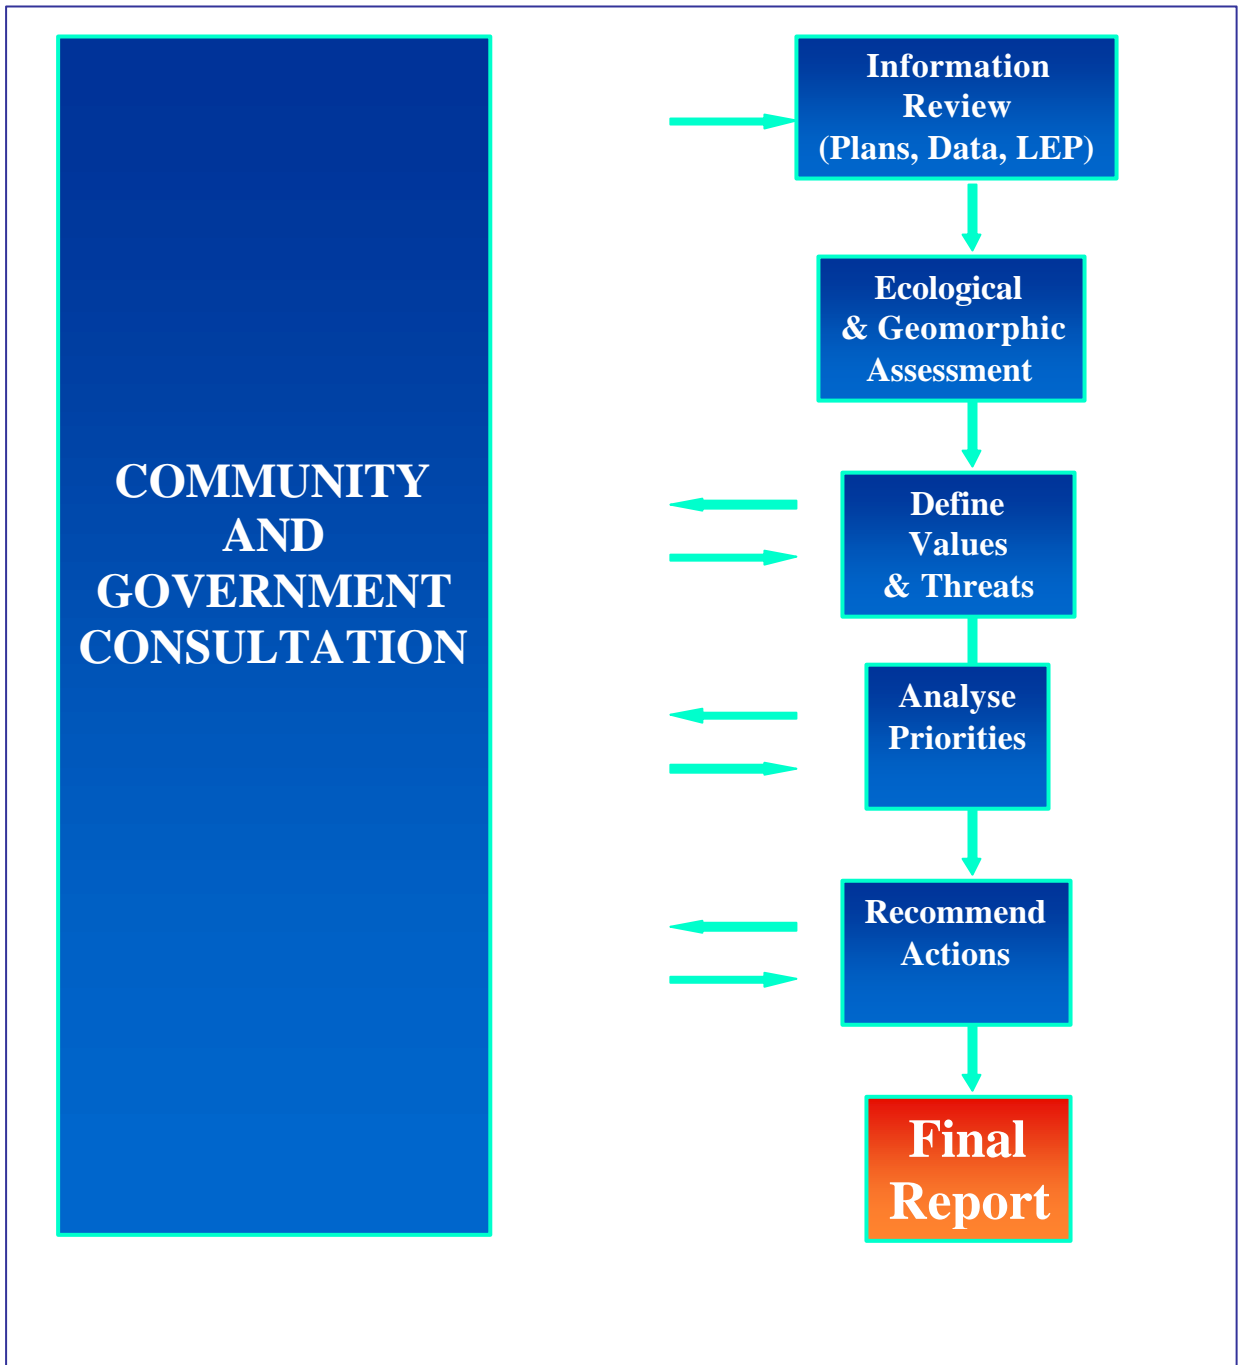 COMMUNITY
AND
GOVERNMENT
CONSULTATION
Information
Review
(Plans, Data, LEP)
Ecological
& Geomorphic
Assessment
Define
Values
& Threats
Analyse
Priorities
Recommend
Actions
Final
Report